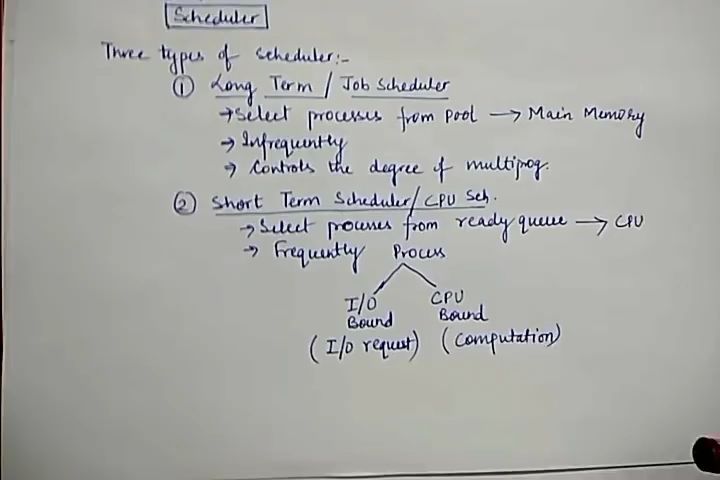 Scheduler
Three types of scheduler:-
① Long Term / Job Scheduler
→ Select processes from pool → Main Memory
→ Infrequently
→ Controls the degree of multiprog.
② Short Term Scheduler / CPU Sch.
→ Select processes from ready queue → CPU
→ Frequently Process
I/O CPU
Bound Bound
(I/O request) (Computation)